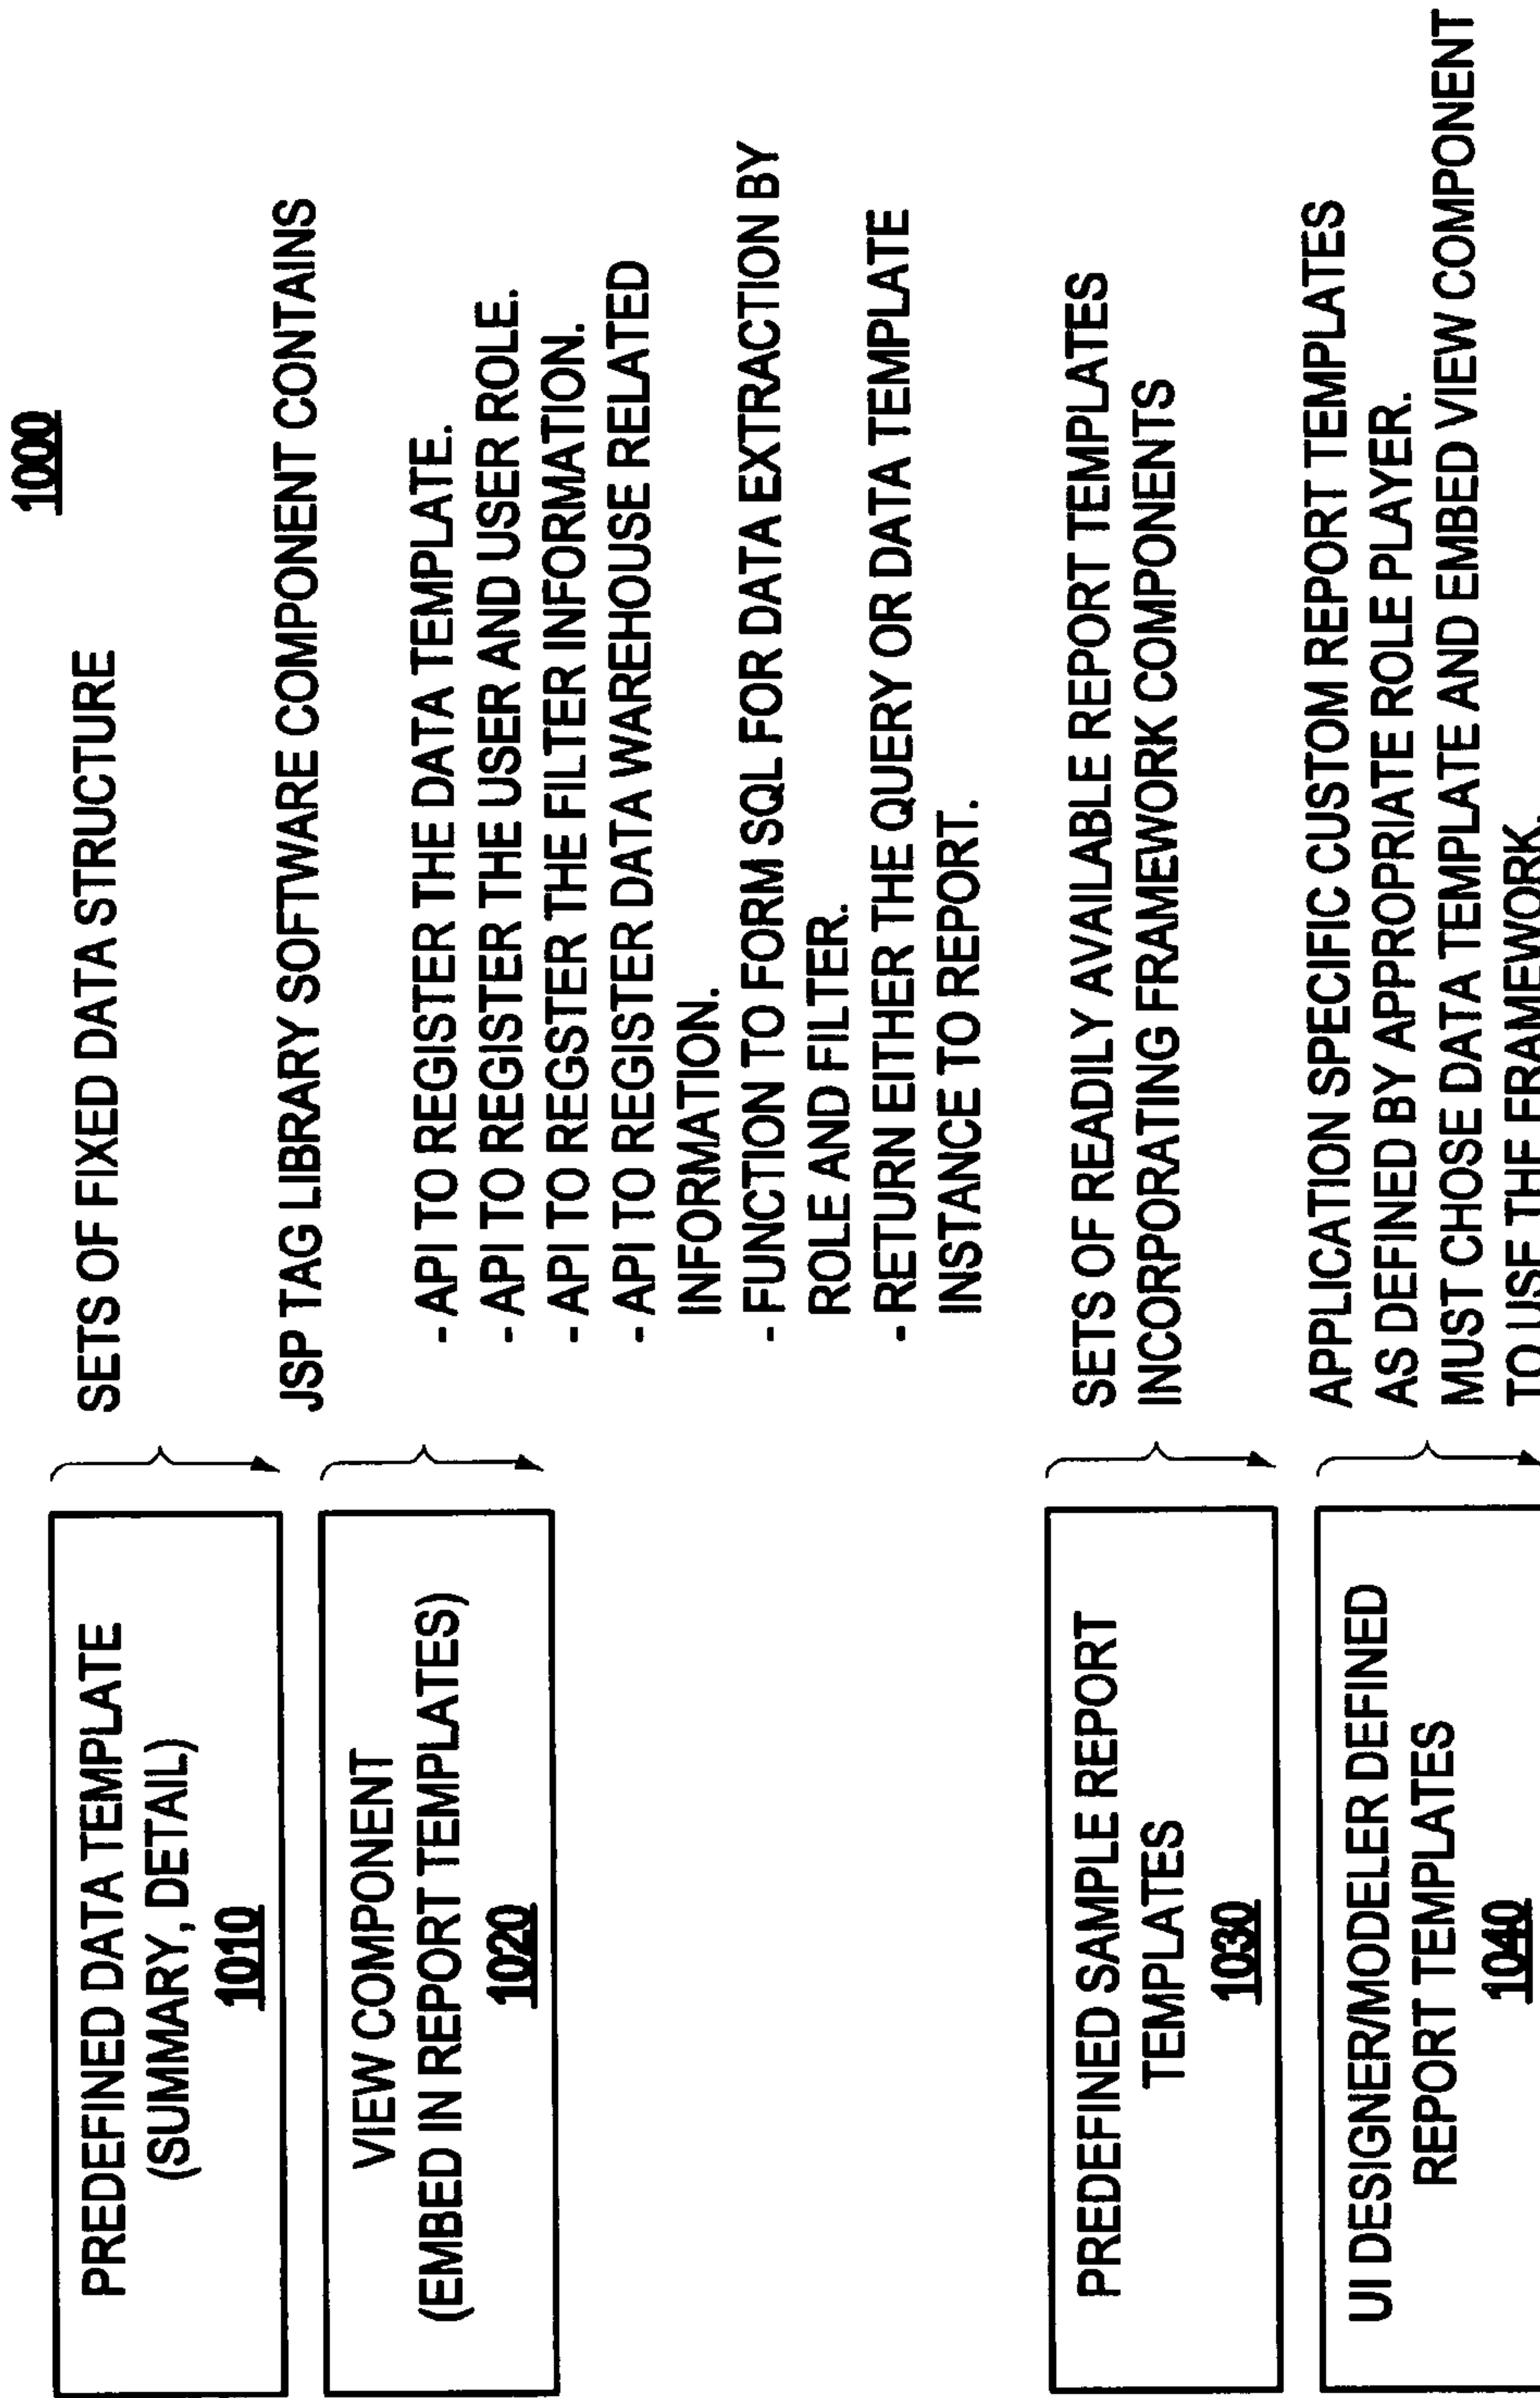 1000
PREDEFINED DATA TEMPLATE
(SUMMARY, DETAIL)
1010
SETS OF FIXED DATA STRUCTURE
VIEW COMPONENT
(EMBED IN REPORT TEMPLATES)
1020
JSP TAG LIBRARY SOFTWARE COMPONENT CONTAINS
- API TO REGISTER THE DATA TEMPLATE.
- API TO REGISTER THE USER AND USER ROLE.
- API TO REGSTER THE FILTER INFORMATION.
- API TO REGISTER DATA WAREHOUSE RELATED
INFORMATION.
- FUNCTION TO FORM SQL FOR DATA EXTRACTION BY
ROLE AND FILTER.
- RETURN EITHER THE QUERY OR DATA TEMPLATE
INSTANCE TO REPORT.
PREDEFINED SAMPLE REPORT
TEMPLATES
1030
SETS OF READILY AVAILABLE REPORT TEMPLATES
INCORPORATING FRAMEWORK COMPONENTS
UI DESIGNER/MODELER DEFINED
REPORT TEMPLATES
1040
APPLICATION SPECIFIC CUSTOM REPORT TEMPLATES
AS DEFINED BY APPROPRIATE ROLE PLAYER.
MUST CHOSE DATA TEMPLATE AND EMBED VIEW COMPONENT
TO USE THE FRAMEWORK.